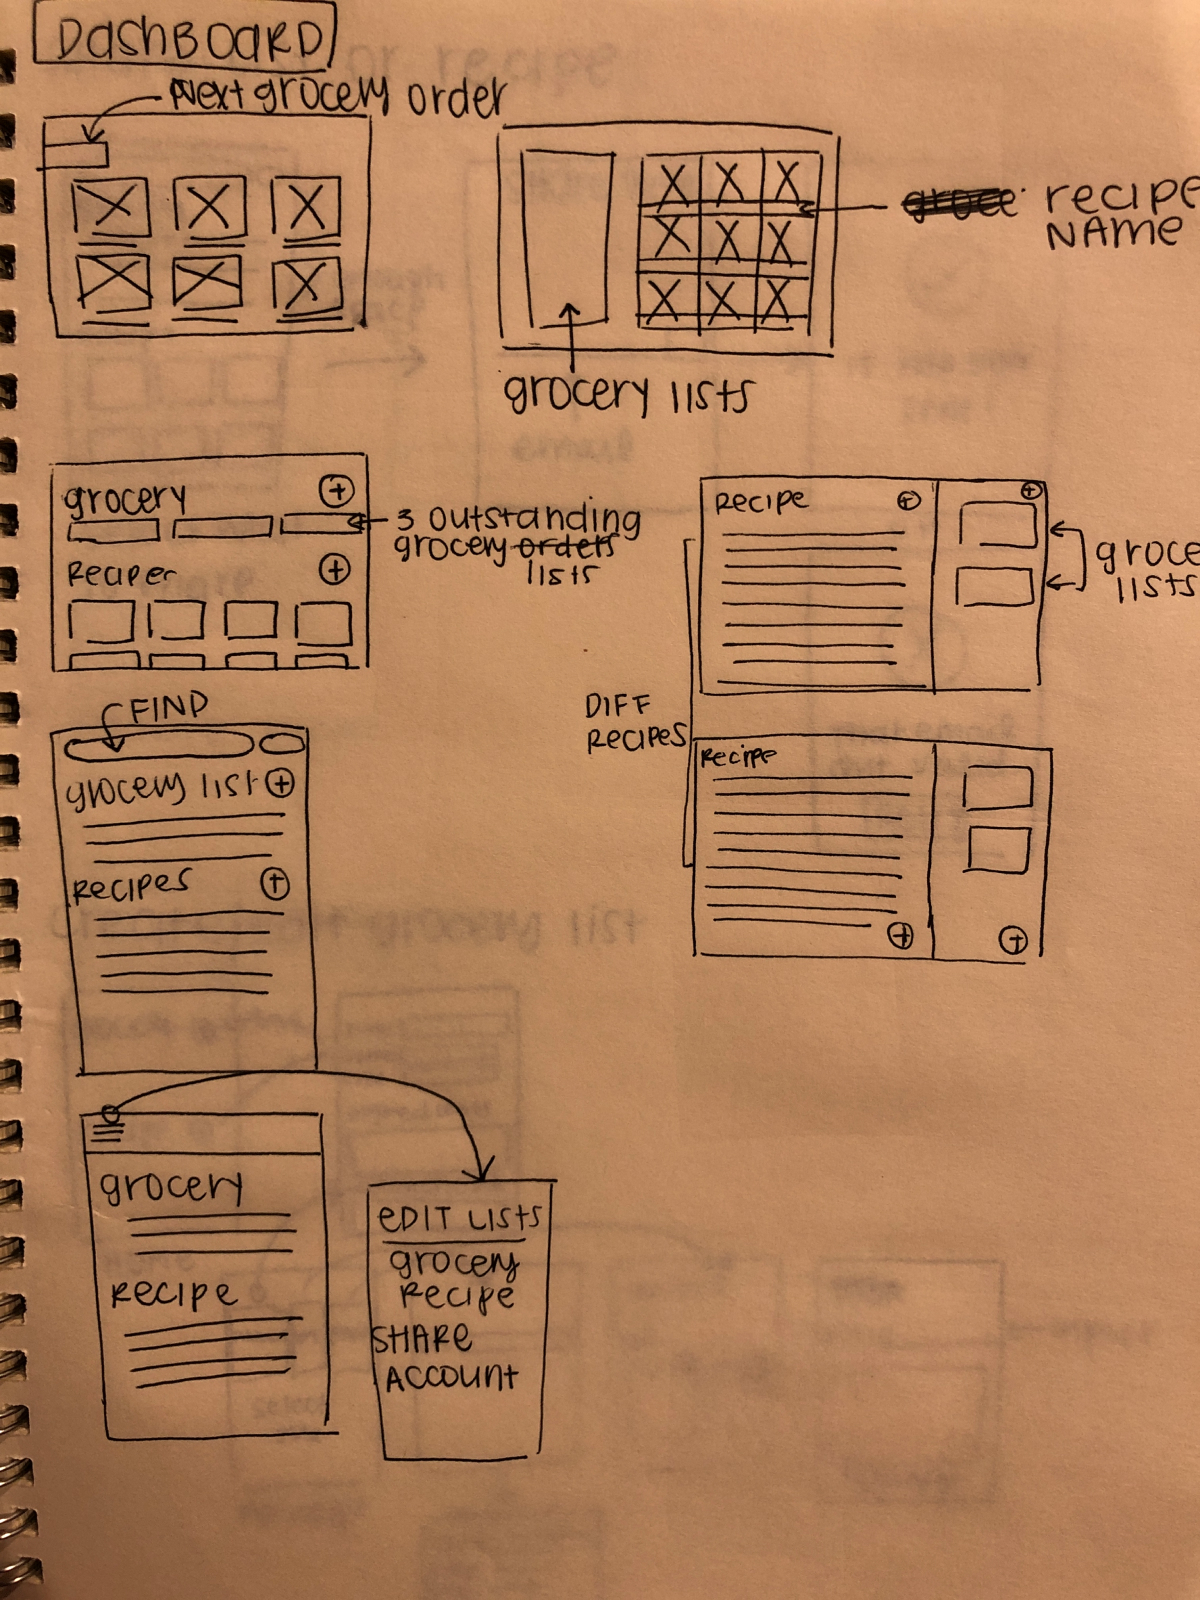 DASHBOARD
Next grocery order
recipe
NAME
grocery lists
grocery
3 outstanding
grocery orders
lists
Recipes
Recipe
groce
lists
FIND
grocery list
Recipes
DIFF
RECIPES
Recipe
grocery
Recipe
EDIT LISTS
grocery
Recipe
SHARE
ACCOUNT